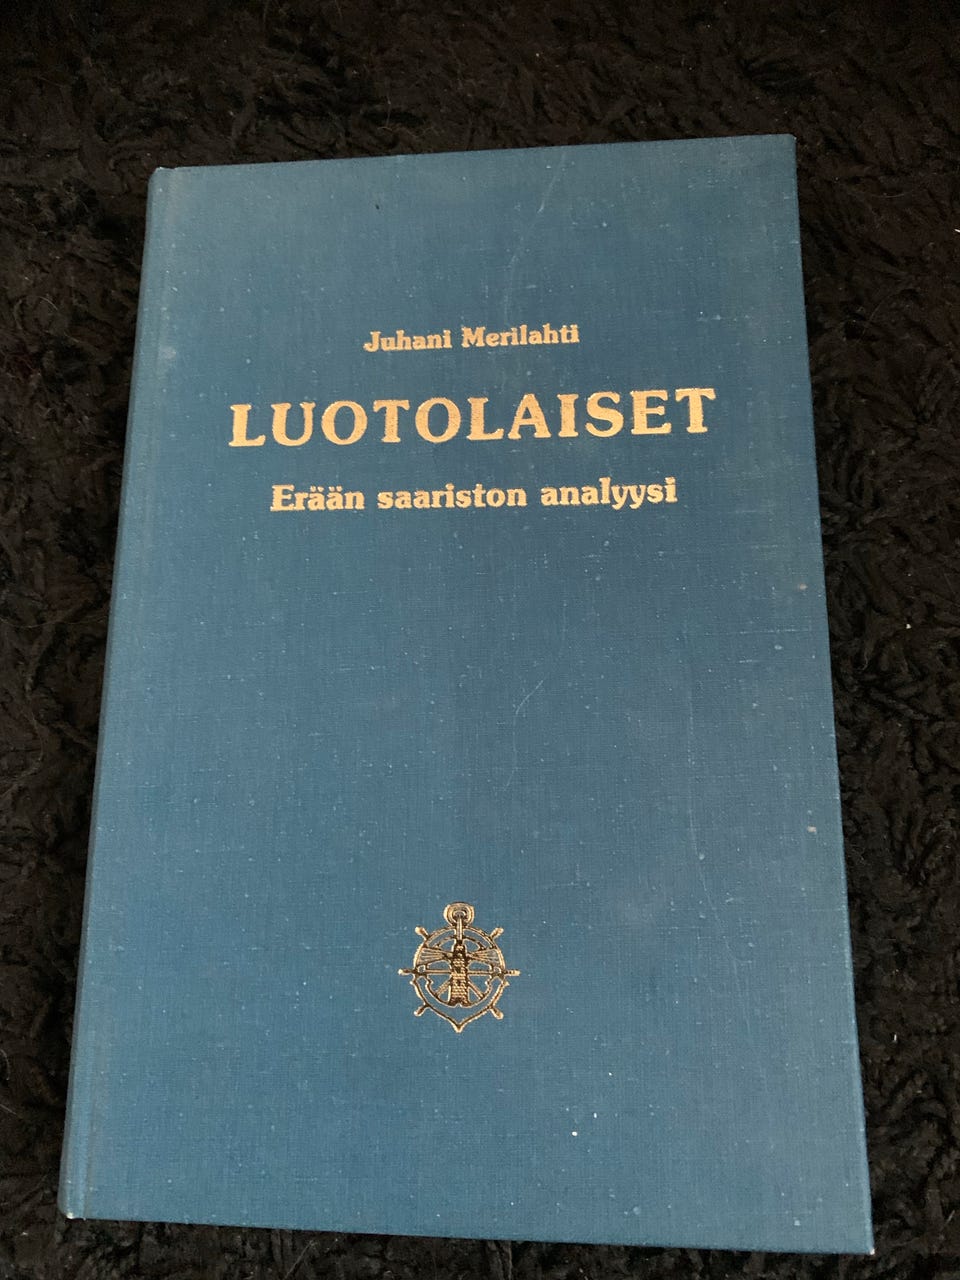 Juhani Merilahti
LUOTOLAISET
Erään saariston analyysi